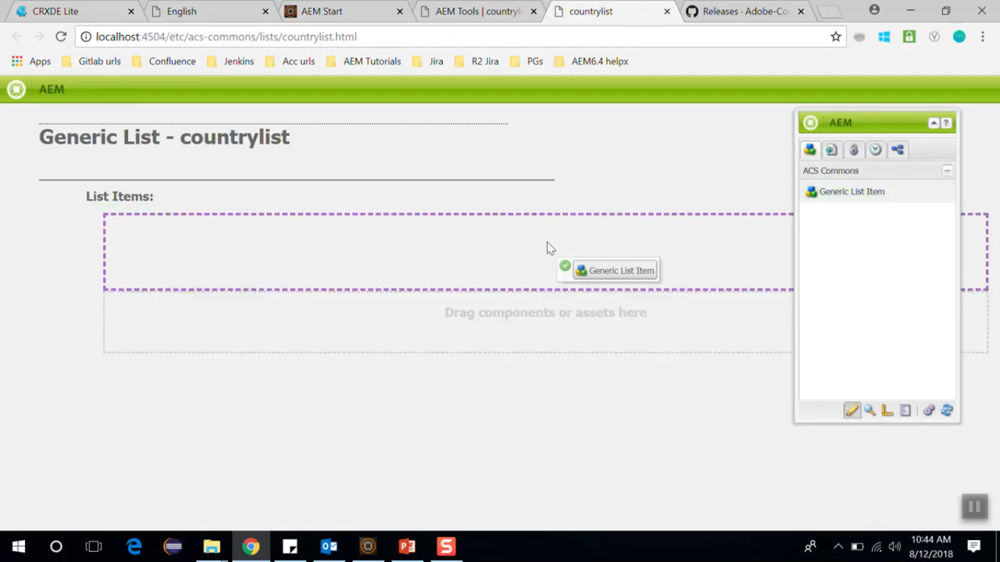 CRXDE Lite
English
AEM Start
AEM Tools | countryli
countrylist
Releases · Adobe-Co
localhost:4504/etc/acs-commons/lists/countrylist.html
Apps
Gitlab urls
Confluence
Jenkins
Acc urls
AEM Tutorials
Jira
R2 Jira
PGs
AEM6.4 helpx
AEM
Generic List - countrylist
List Items:
Generic List Item
Drag components or assets here
AEM
?
ACS Commons
Generic List Item
10:44 AM
8/12/2018